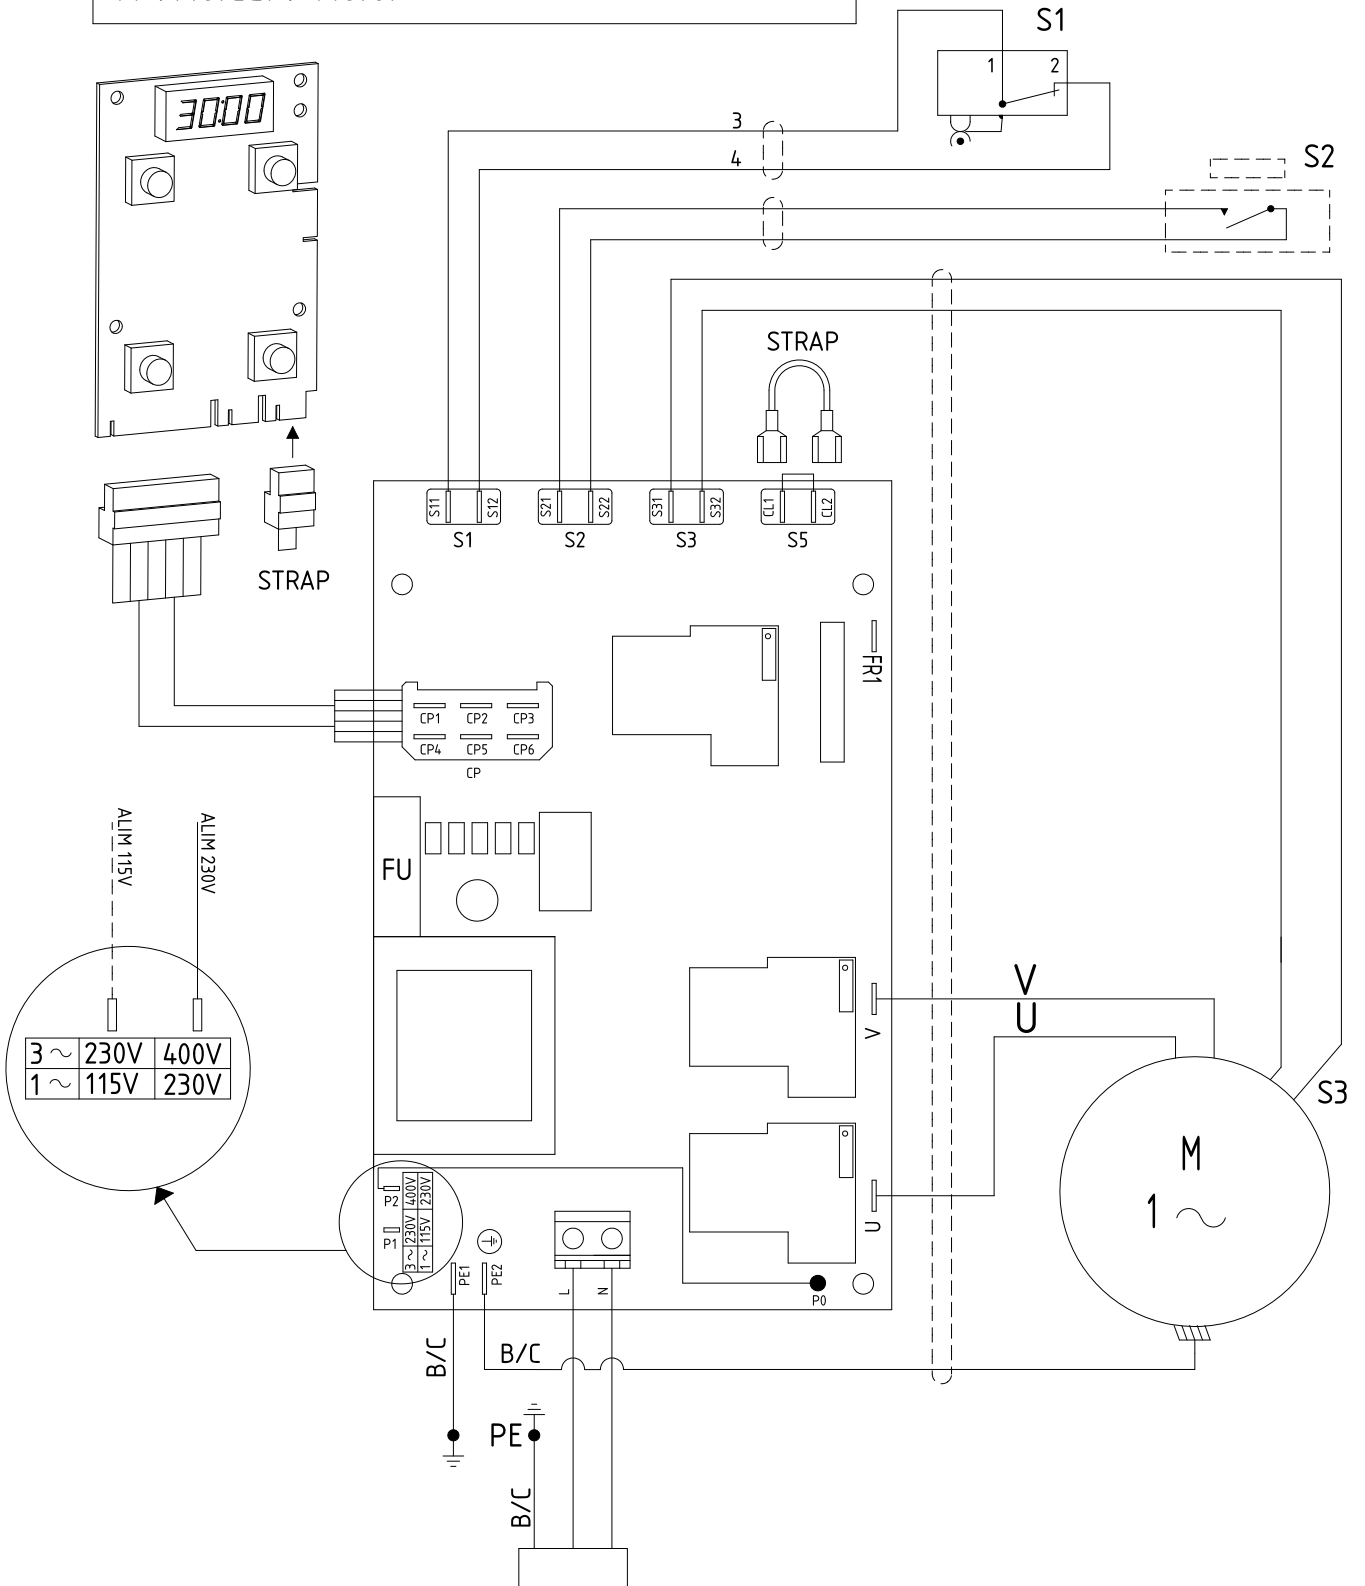 S1
1 2
30:00
3
4
S2
STRAP
S11 S12 S21 S22 S31 S32 CL1 CL2
S1 S2 S3 S5
STRAP
FR1
CP1 CP2 CP3
CP4 CP5 CP6
CP
ALIM 115V
ALIM 230V
FU
V
U
V
3 ~ 230V 400V
1 ~ 115V 230V
S3
M
1 ~
P2
P1
3 ~ 230V 400V
1 ~ 115V 230V
U
PE1
PE2
L
N
P0
B/C
B/C
PE
B/C